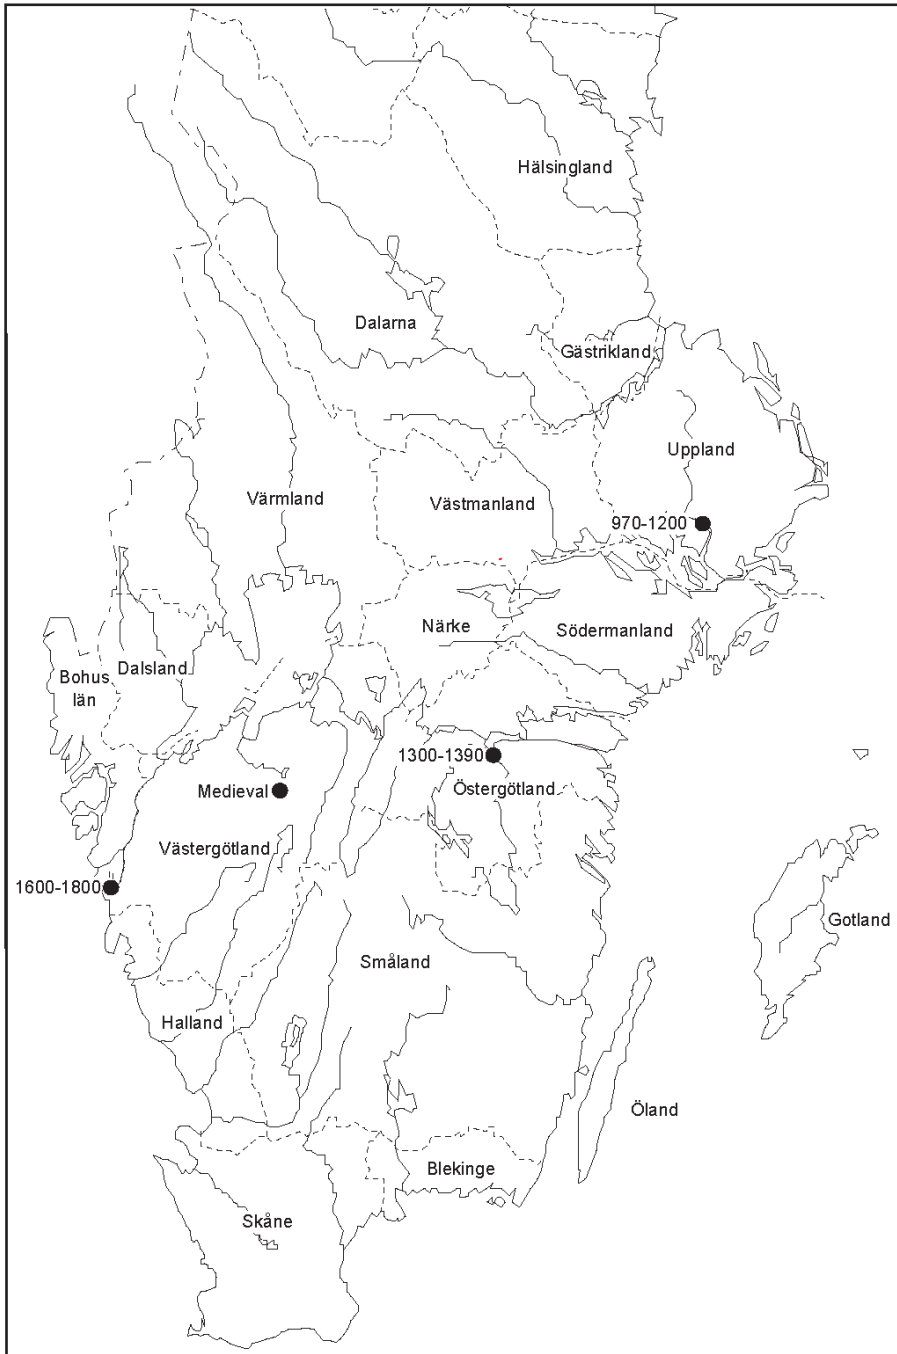 Hälsingland
Dalarna
Gästrikland
Uppland
Värmland
Västmanland
970-1200
Närke
Södermanland
Dalsland
Bohus
län
1300-1390
Östergötland
Medieval
Västergötland
1600-1800
Gotland
Småland
Halland
Öland
Blekinge
Skåne